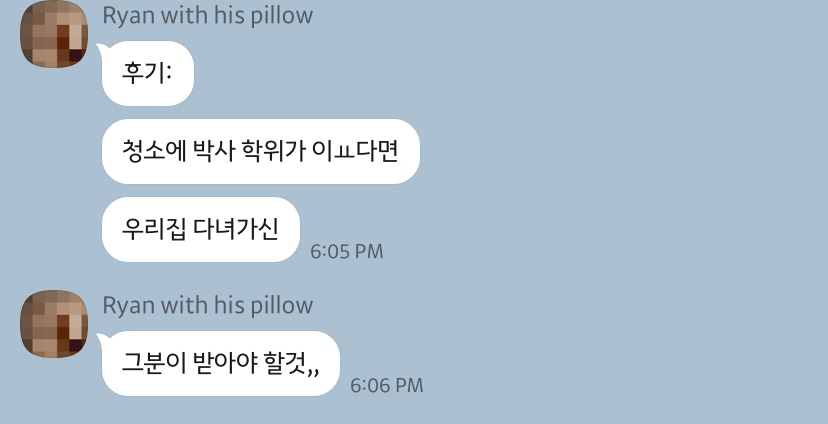 Ryan with his pillow
후기:
청소에 박사 학위가 이ㅛ다면
우리집 다녀가신
6:05 PM
Ryan with his pillow
그분이 받아야 할것,,
6:06 PM